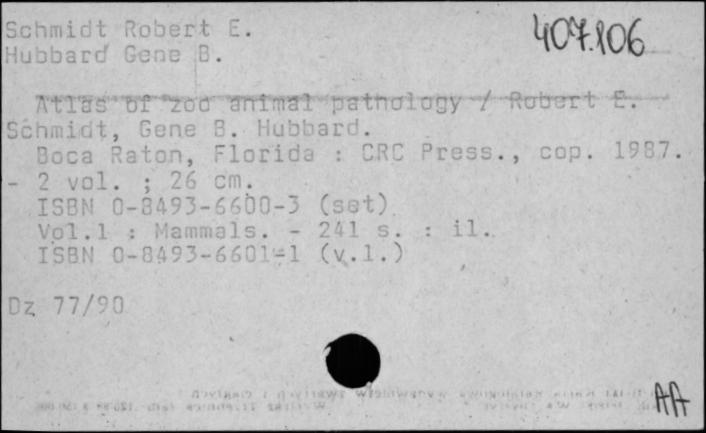 Schmidt Robert E.
407.106
Hubbard Gene B.
Atlas of zoo animal pathology / Robert E.
Schmidt, Gene B. Hubbard.
Boca Raton, Florida : CRC Press., cop. 1987.
- 2 vol. ; 26 cm.
ISBN 0-8493-6600-3 (set)
Vol.1 : Mammals. - 241 s. : il.
ISBN 0-8493-6601-1 (v.1.)
Dz 77/90
AA